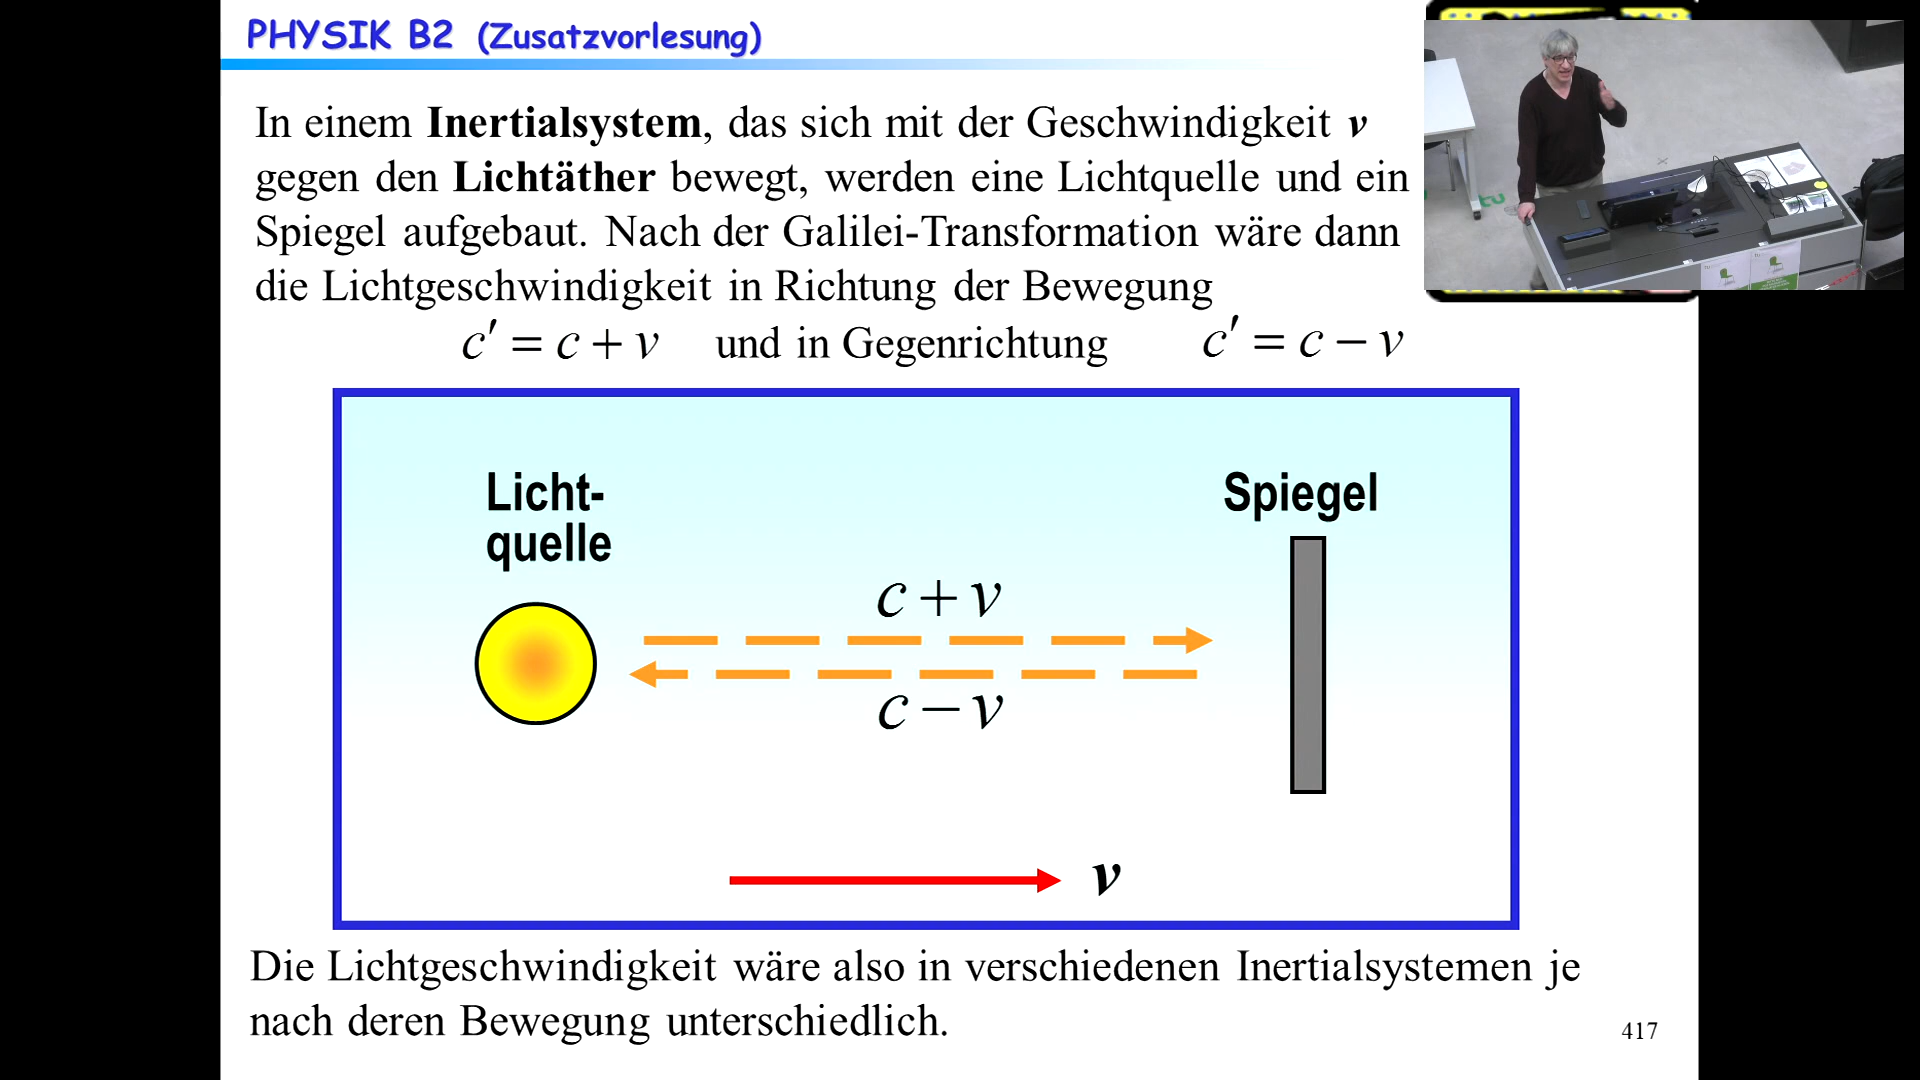 PHYSIK B2 (Zusatzvorlesung)
In einem Inertialsystem, das sich mit der Geschwindigkeit v
gegen den Lichtäther bewegt, werden eine Lichtquelle und ein
Spiegel aufgebaut. Nach der Galilei-Transformation wäre dann
die Lichtgeschwindigkeit in Richtung der Bewegung
c′ = c + v und in Gegenrichtung c′ = c − v
Licht-
quelle
Spiegel
c + v
c − v
v
Die Lichtgeschwindigkeit wäre also in verschiedenen Inertialsystemen je
nach deren Bewegung unterschiedlich.
417